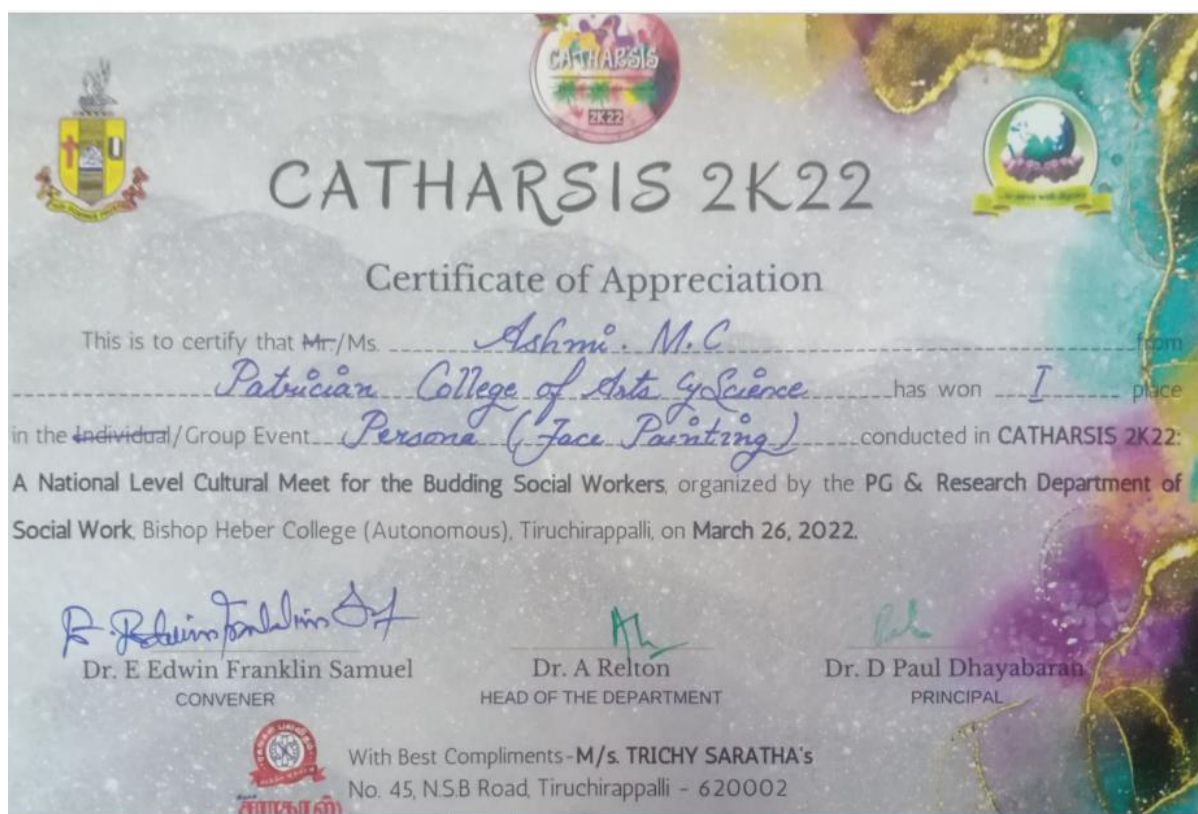 CATHARSIS
2K22
CATHARSIS 2K22
Certificate of Appreciation
This is to certify that Mr./Ms. Ashmi. M.C from
Patrician College of Arts & Science has won I place
in the Individual/Group Event Persona (Face Painting) conducted in CATHARSIS 2K22:
A National Level Cultural Meet for the Budding Social Workers, organized by the PG & Research Department of
Social Work, Bishop Heber College (Autonomous), Tiruchirappalli, on March 26, 2022.
Dr. E Edwin Franklin Samuel Dr. A Relton Dr. D Paul Dhayabaran
CONVENER HEAD OF THE DEPARTMENT PRINCIPAL
With Best Compliments-M/s. TRICHY SARATHA's
No. 45, N.S.B Road, Tiruchirappalli - 620002
சாரதாஸ்